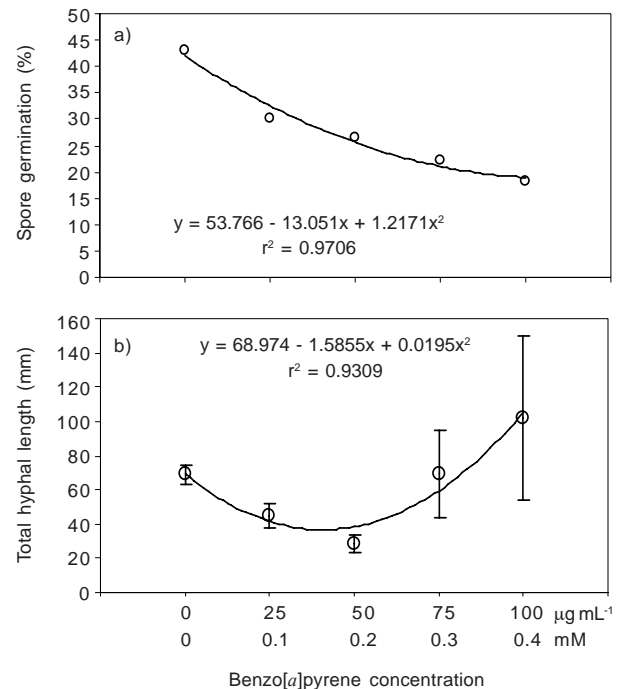 50
45
40
35
30
25
20
15
10
5
0
Spore germination (%)
a)
y = 53.766 - 13.051x + 1.2171x²
r² = 0.9706
160
140
120
100
80
60
40
20
0
Total hyphal length (mm)
b)
y = 68.974 - 1.5855x + 0.0195x²
r² = 0.9309
0 25 50 75 100 µg mL⁻¹
0 0.1 0.2 0.3 0.4 mM
Benzo[a]pyrene concentration